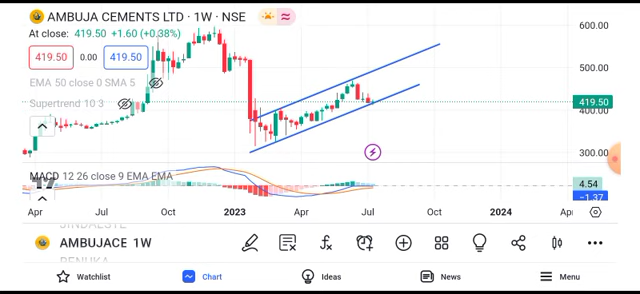 AMBUJA CEMENTS LTD · 1W · NSE
At close: 419.50 +1.60 (+0.38%)
419.50 0.00 419.50
EMA 50 close 0 SMA 5
Supertrend 10 3
600.00
500.00
419.50
400.00
300.00
MACD 12 26 close 9 EMA EMA
4.54
−1.37
Apr Jul Oct 2023 Apr Jul Oct 2024
AMBUJACE 1W
Watchlist Chart Ideas News Menu